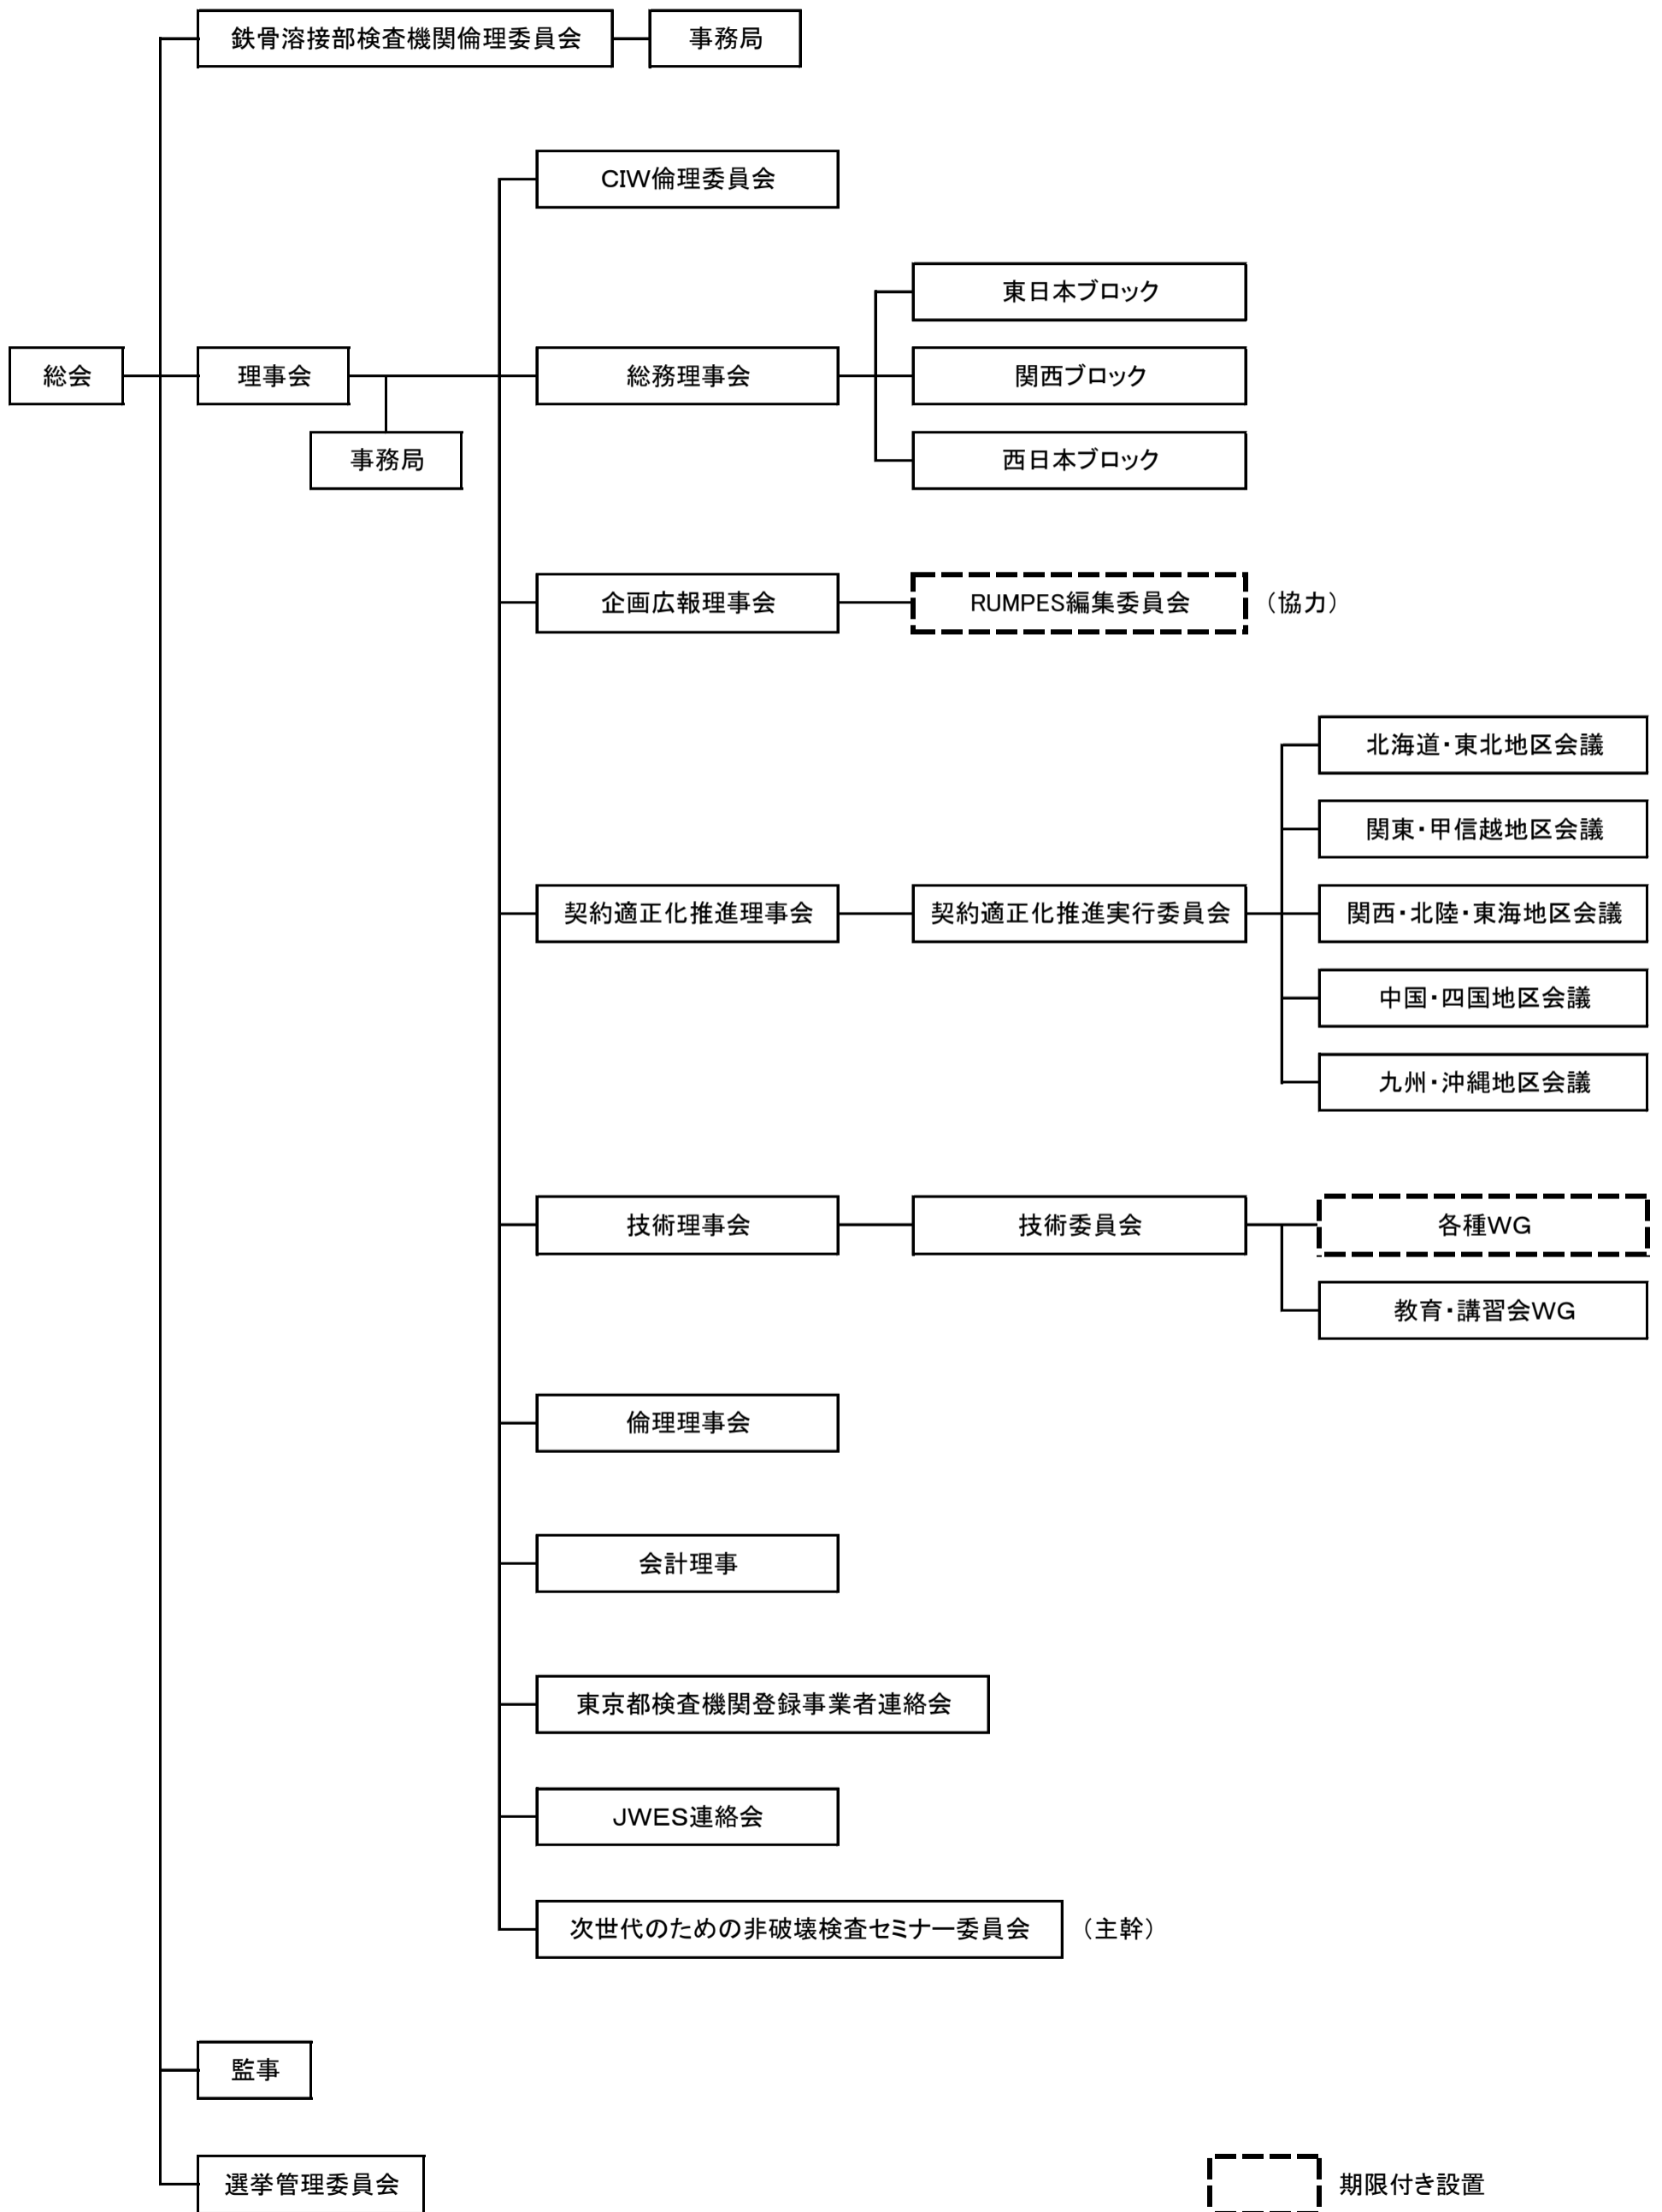 鉄骨溶接部検査機関倫理委員会
事務局
CIW倫理委員会
東日本ブロック
総会
理事会
総務理事会
関西ブロック
事務局
西日本ブロック
企画広報理事会
RUMPES編集委員会
（協力）
北海道・東北地区会議
関東・甲信越地区会議
契約適正化推進理事会
契約適正化推進実行委員会
関西・北陸・東海地区会議
中国・四国地区会議
九州・沖縄地区会議
技術理事会
技術委員会
各種WG
教育・講習会WG
倫理理事会
会計理事
東京都検査機関登録事業者連絡会
JWES連絡会
次世代のための非破壊検査セミナー委員会
（主幹）
監事
選挙管理委員会
期限付き設置